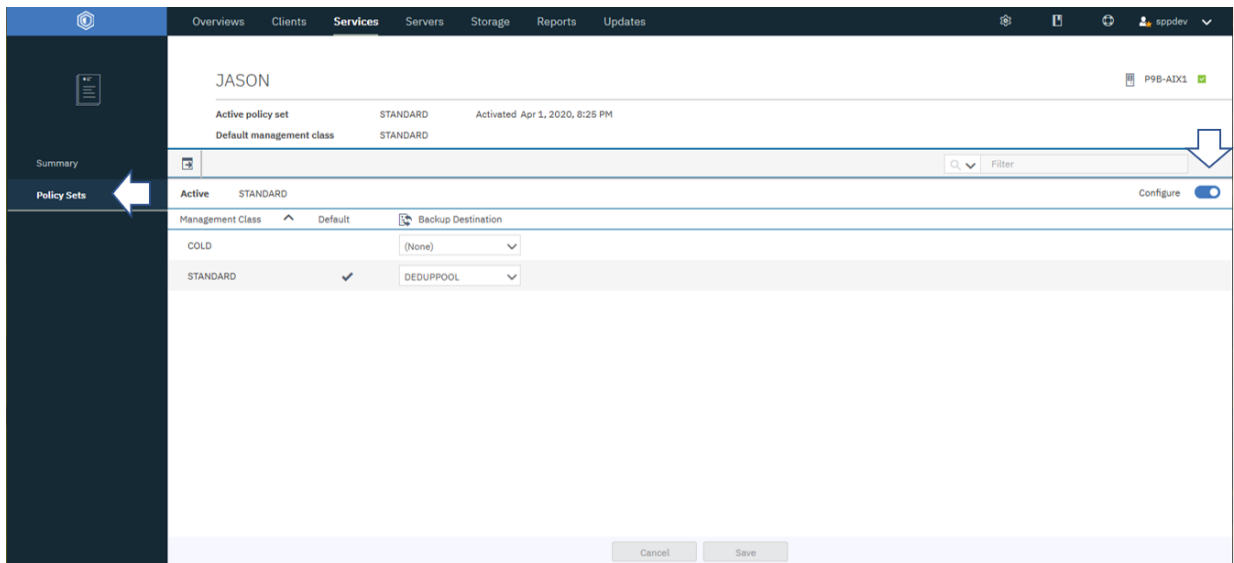 Overviews Clients Services Servers Storage Reports Updates sppdev
JASON P9B-AIX1
Active policy set STANDARD Activated Apr 1, 2020, 8:25 PM
Default management class STANDARD
Summary Filter
Policy Sets Active STANDARD Configure
Management Class Default Backup Destination
COLD (None)
STANDARD DEDUPPOOL
Cancel Save